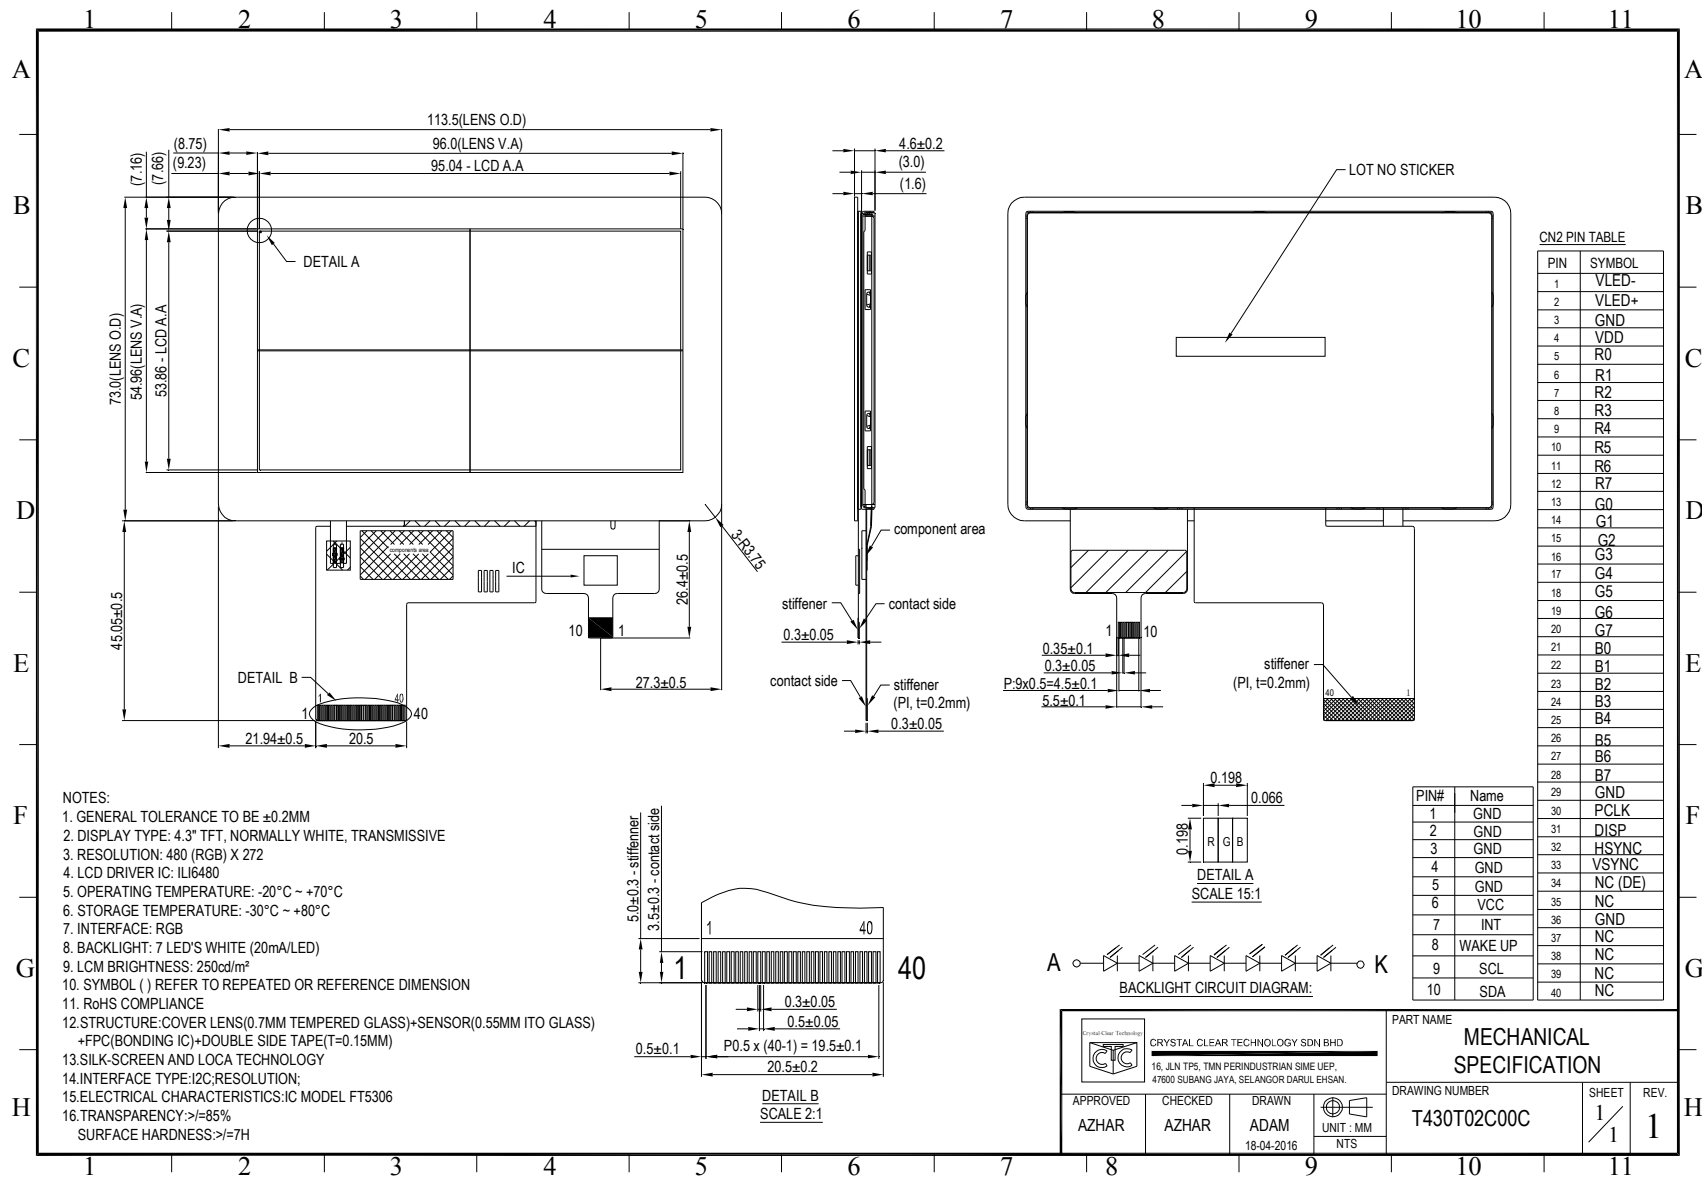 1 2 3 4 5 6 7 8 9 10 11
A A
B B
C C
D D
E E
F F
G G
H H
113.5(LENS O.D)
(8.75) 96.0(LENS V.A)
(9.23) 95.04 - LCD A.A
(7.16)
(7.66)
73.0(LENS O.D)
54.96(LENS V.A)
53.86 - LCD A.A
DETAIL A
3-R3.75
components area
IC
10 1
26.4±0.5
27.3±0.5
45.05±0.5
DETAIL B
1 40
1 40
21.94±0.5 20.5
4.6±0.2
(3.0)
(1.6)
component area
stiffener
contact side
0.3±0.05
contact side
stiffener
(PI, t=0.2mm)
0.3±0.05
LOT NO STICKER
1 10
0.35±0.1
0.3±0.05
P:9x0.5=4.5±0.1
5.5±0.1
stiffener
(PI, t=0.2mm)
40 1
CN2 PIN TABLE
PIN SYMBOL
1 VLED-
2 VLED+
3 GND
4 VDD
5 R0
6 R1
7 R2
8 R3
9 R4
10 R5
11 R6
12 R7
13 G0
14 G1
15 G2
16 G3
17 G4
18 G5
19 G6
20 G7
21 B0
22 B1
23 B2
24 B3
25 B4
26 B5
27 B6
28 B7
29 GND
30 PCLK
31 DISP
32 HSYNC
33 VSYNC
34 NC (DE)
35 NC
36 GND
37 NC
38 NC
39 NC
40 NC
PIN# Name
1 GND
2 GND
3 GND
4 GND
5 GND
6 VCC
7 INT
8 WAKE UP
9 SCL
10 SDA
NOTES:
1. GENERAL TOLERANCE TO BE ±0.2MM
2. DISPLAY TYPE: 4.3" TFT, NORMALLY WHITE, TRANSMISSIVE
3. RESOLUTION: 480 (RGB) X 272
4. LCD DRIVER IC: ILI6480
5. OPERATING TEMPERATURE: -20°C ~ +70°C
6. STORAGE TEMPERATURE: -30°C ~ +80°C
7. INTERFACE: RGB
8. BACKLIGHT: 7 LED'S WHITE (20mA/LED)
9. LCM BRIGHTNESS: 250cd/m²
10. SYMBOL ( ) REFER TO REPEATED OR REFERENCE DIMENSION
11. RoHS COMPLIANCE
12.STRUCTURE:COVER LENS(0.7MM TEMPERED GLASS)+SENSOR(0.55MM ITO GLASS)
+FPC(BONDING IC)+DOUBLE SIDE TAPE(T=0.15MM)
13.SILK-SCREEN AND LOCA TECHNOLOGY
14.INTERFACE TYPE:I2C;RESOLUTION;
15.ELECTRICAL CHARACTERISTICS:IC MODEL FT5306
16.TRANSPARENCY:>/=85%
SURFACE HARDNESS:>/=7H
5.0±0.3 - stiffenner
3.5±0.3 - contact side
1 40
1 40
0.3±0.05
0.5±0.05
0.5±0.1 P0.5 x (40-1) = 19.5±0.1
20.5±0.2
DETAIL B
SCALE 2:1
0.198
0.066
0.198
R G B
DETAIL A
SCALE 15:1
A K
BACKLIGHT CIRCUIT DIAGRAM:
Crystal-Clear Technology
CTC
CRYSTAL CLEAR TECHNOLOGY SDN BHD
16, JLN TP5, TMN PERINDUSTRIAN SIME UEP,
47600 SUBANG JAYA, SELANGOR DARUL EHSAN.
PART NAME
MECHANICAL
SPECIFICATION
APPROVED CHECKED DRAWN
AZHAR AZHAR ADAM
18-04-2016
UNIT : MM
NTS
DRAWING NUMBER
T430T02C00C
SHEET
1/1
REV.
1
1 2 3 4 5 6 7 8 9 10 11